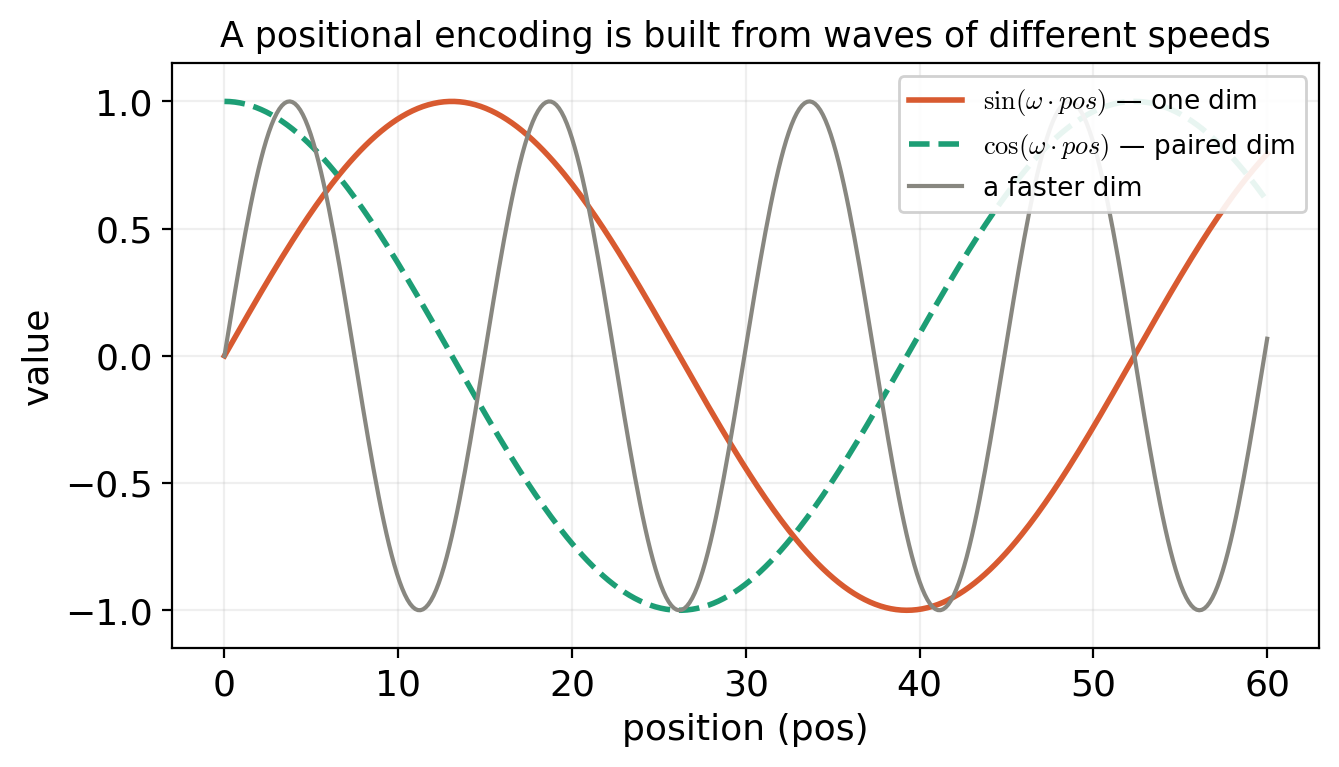 A positional encoding is built from waves of different speeds
sin(ω · pos) — one dim
cos(ω · pos) — paired dim
a faster dim
1.0
0.5
0.0
−0.5
−1.0
value
0 10 20 30 40 50 60
position (pos)